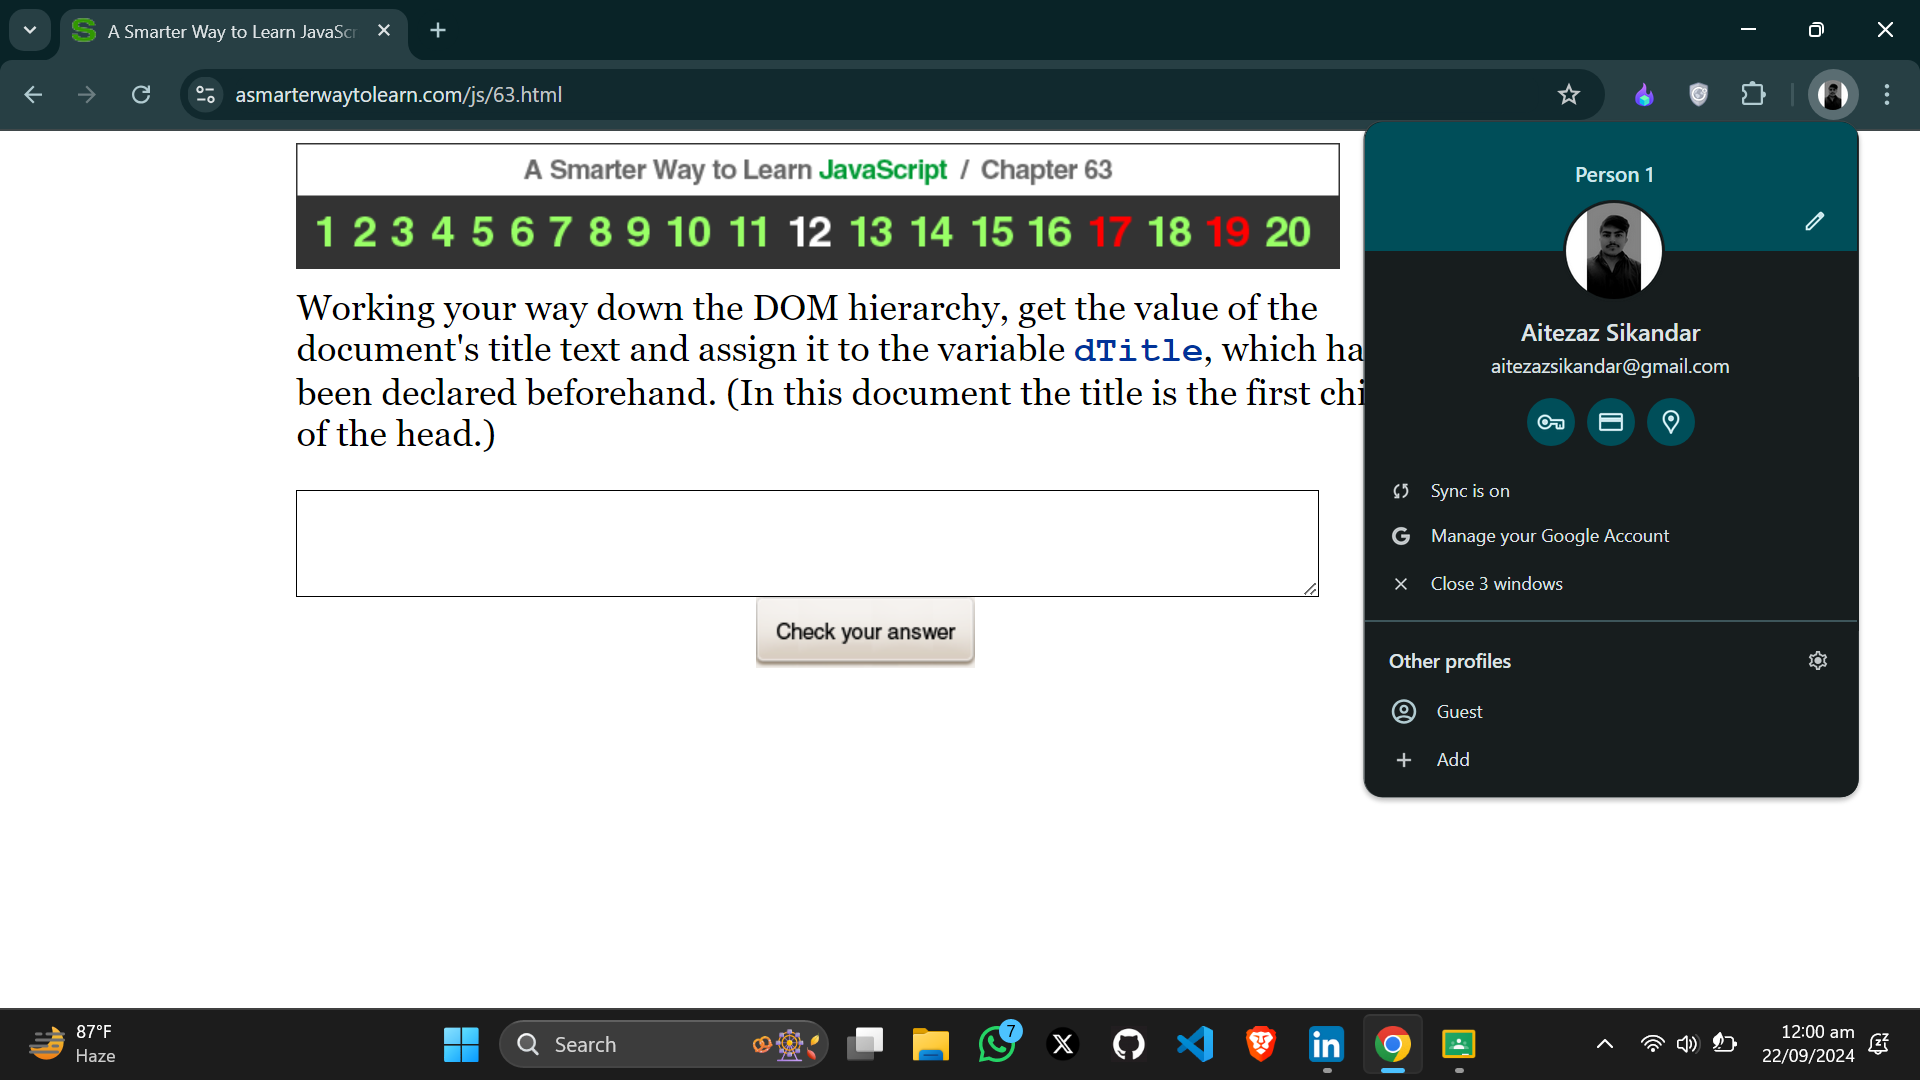 A Smarter Way to Learn JavaScr
asmarterwaytolearn.com/js/63.html
A Smarter Way to Learn JavaScript / Chapter 63
1 2 3 4 5 6 7 8 9 10 11 12 13 14 15 16 17 18 19 20
Working your way down the DOM hierarchy, get the value of the
document's title text and assign it to the variable dTitle, which ha
been declared beforehand. (In this document the title is the first chi
of the head.)
Check your answer
Person 1
Aitezaz Sikandar
aitezazsikandar@gmail.com
Sync is on
Manage your Google Account
Close 3 windows
Other profiles
Guest
Add
87°F
Haze
Search
7
12:00 am
22/09/2024